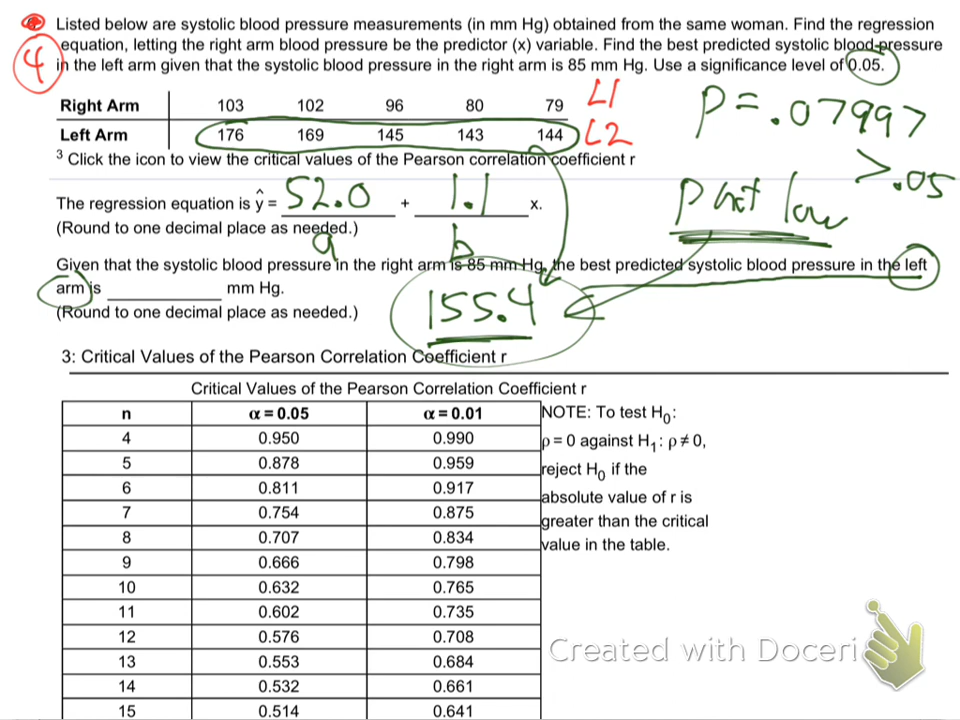 Listed below are systolic blood pressure measurements (in mm Hg) obtained from the same woman. Find the regression
4 equation, letting the right arm blood pressure be the predictor (x) variable. Find the best predicted systolic blood pressure
in the left arm given that the systolic blood pressure in the right arm is 85 mm Hg. Use a significance level of 0.05.
Right Arm 103 102 96 80 79 L1
Left Arm 176 169 145 143 144 L2
P = .07997
> .05
3 Click the icon to view the critical values of the Pearson correlation coefficient r
P not low
The regression equation is ŷ = 52.0 + 1.1 x.
(Round to one decimal place as needed.)
a b
Given that the systolic blood pressure in the right arm is 85 mm Hg, the best predicted systolic blood pressure in the left
arm is ________ mm Hg.
155.4
(Round to one decimal place as needed.)
3: Critical Values of the Pearson Correlation Coefficient r
Critical Values of the Pearson Correlation Coefficient r
n α = 0.05 α = 0.01
4 0.950 0.990
5 0.878 0.959
6 0.811 0.917
7 0.754 0.875
8 0.707 0.834
9 0.666 0.798
10 0.632 0.765
11 0.602 0.735
12 0.576 0.708
13 0.553 0.684
14 0.532 0.661
15 0.514 0.641
NOTE: To test H0:
ρ = 0 against H1: ρ ≠ 0,
reject H0 if the
absolute value of r is
greater than the critical
value in the table.
Created with Doceri